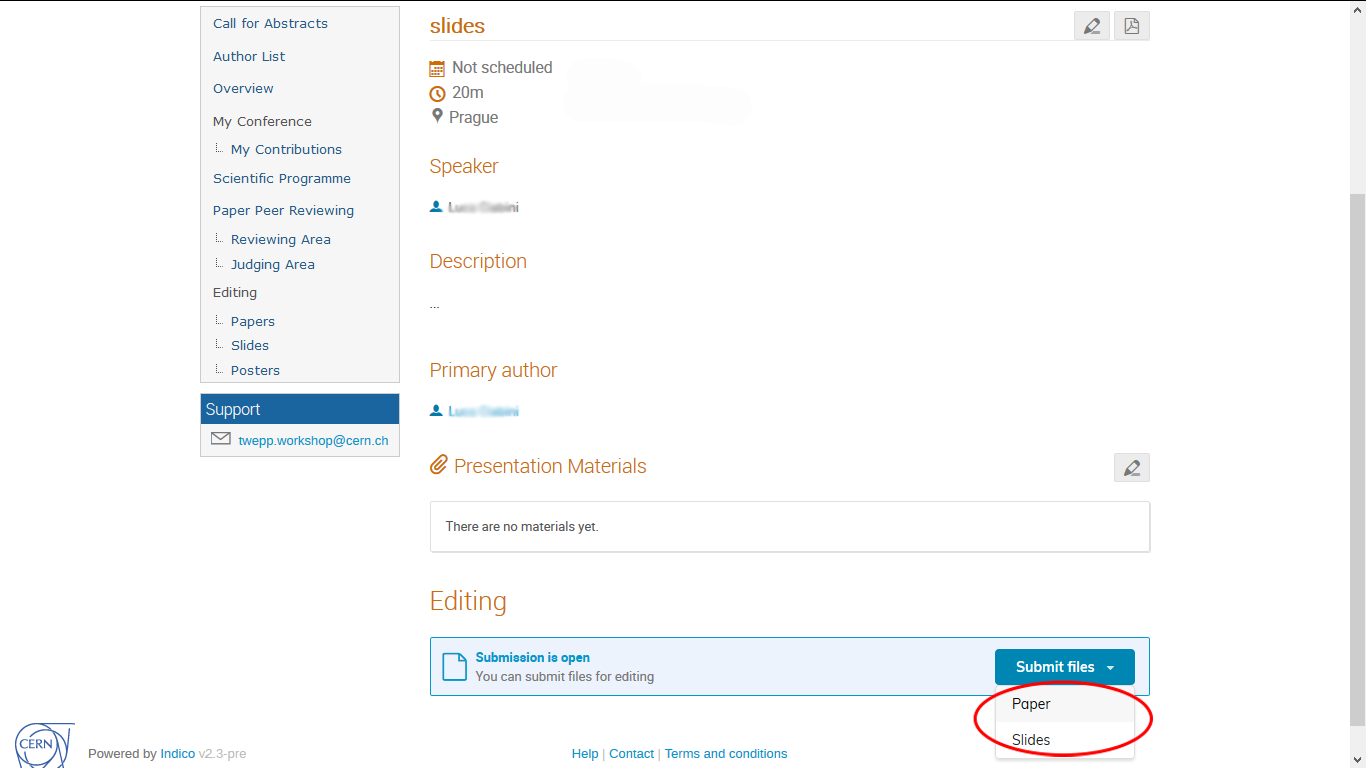 Call for Abstracts
Author List
Overview
My Conference
My Contributions
Scientific Programme
Paper Peer Reviewing
Reviewing Area
Judging Area
Editing
Papers
Slides
Posters
Support
twepp.workshop@cern.ch
slides
Not scheduled
20m
Prague
Speaker
Description
...
Primary author
Presentation Materials
There are no materials yet.
Editing
Submission is open
You can submit files for editing
Submit files
Paper
Slides
CERN
Powered by Indico v2.3-pre
Help | Contact | Terms and conditions